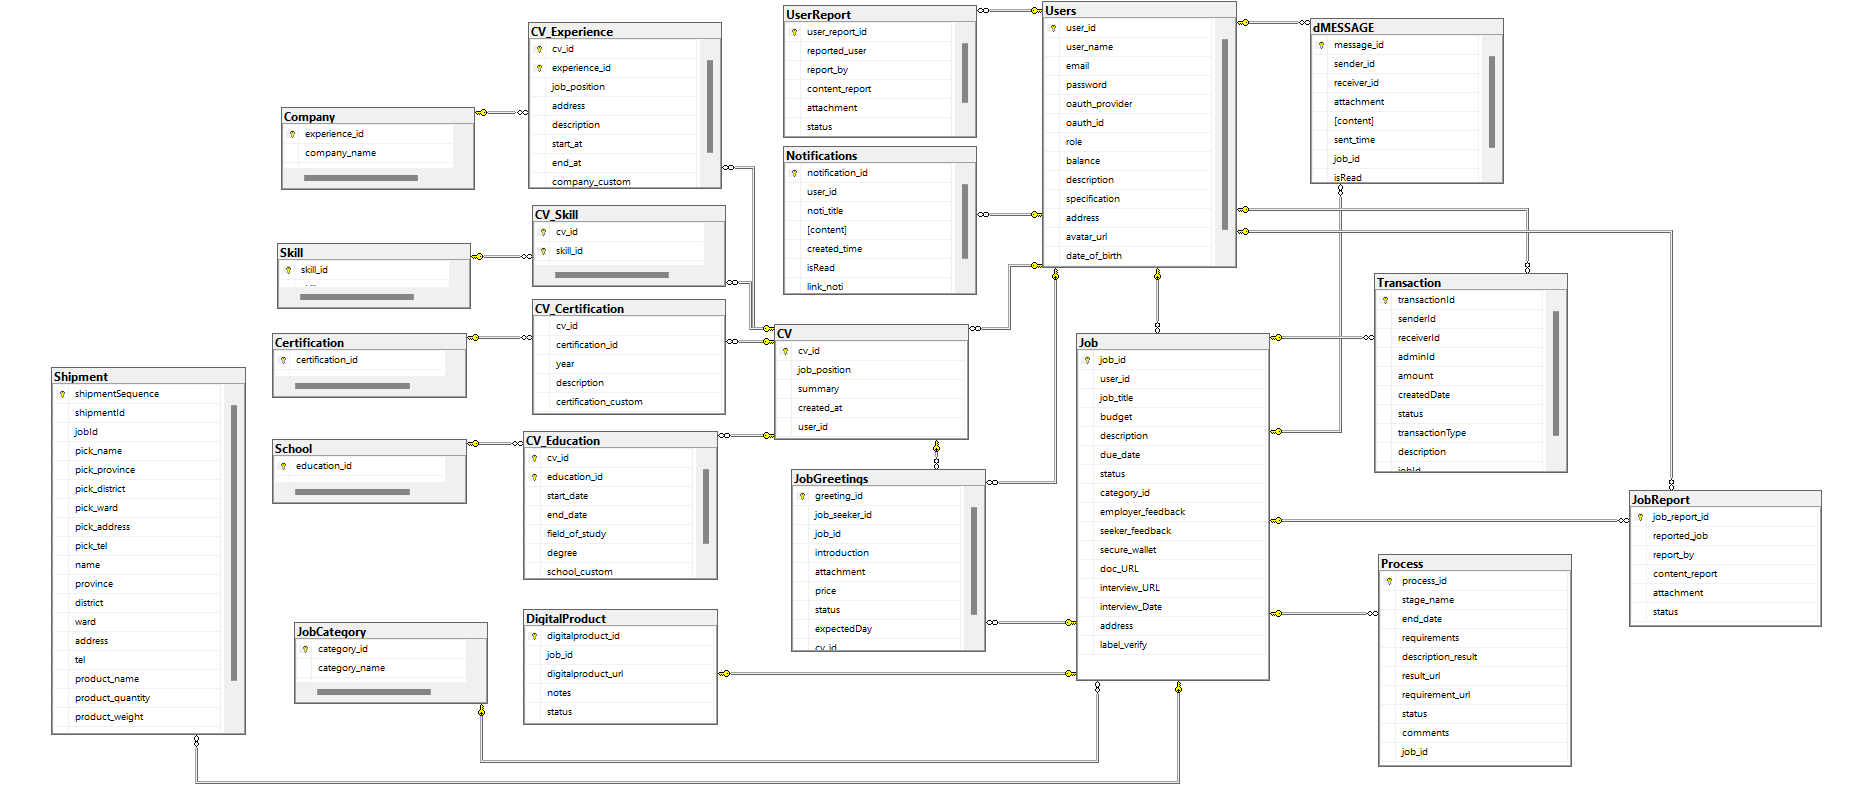 UserReport
user_report_id
reported_user
report_by
content_report
attachment
status
Users
user_id
user_name
email
password
oauth_provider
oauth_id
role
balance
description
specification
address
avatar_url
date_of_birth
dMESSAGE
message_id
sender_id
receiver_id
attachment
[content]
sent_time
job_id
isRead
CV_Experience
cv_id
experience_id
job_position
address
description
start_at
end_at
company_custom
Company
experience_id
company_name
Notifications
notification_id
user_id
noti_title
[content]
created_time
isRead
link_noti
CV_Skill
cv_id
skill_id
Skill
skill_id
CV_Certification
cv_id
certification_id
year
description
certification_custom
Certification
certification_id
CV
cv_id
job_position
summary
created_at
user_id
Job
job_id
user_id
job_title
budget
description
due_date
status
category_id
employer_feedback
seeker_feedback
secure_wallet
doc_URL
interview_URL
interview_Date
address
label_verify
Transaction
transactionId
senderId
receiverId
adminId
amount
createdDate
status
transactionType
description
jobId
Shipment
shipmentSequence
shipmentId
jobId
pick_name
pick_province
pick_district
pick_ward
pick_address
pick_tel
name
province
district
ward
address
tel
product_name
product_quantity
product_weight
School
education_id
CV_Education
cv_id
education_id
start_date
end_date
field_of_study
degree
school_custom
JobGreetings
greeting_id
job_seeker_id
job_id
introduction
attachment
price
status
expectedDay
cv_id
JobReport
job_report_id
reported_job
report_by
content_report
attachment
status
Process
process_id
stage_name
end_date
requirements
description_result
result_url
requirement_url
status
comments
job_id
DigitalProduct
digitalproduct_id
job_id
digitalproduct_url
notes
status
JobCategory
category_id
category_name